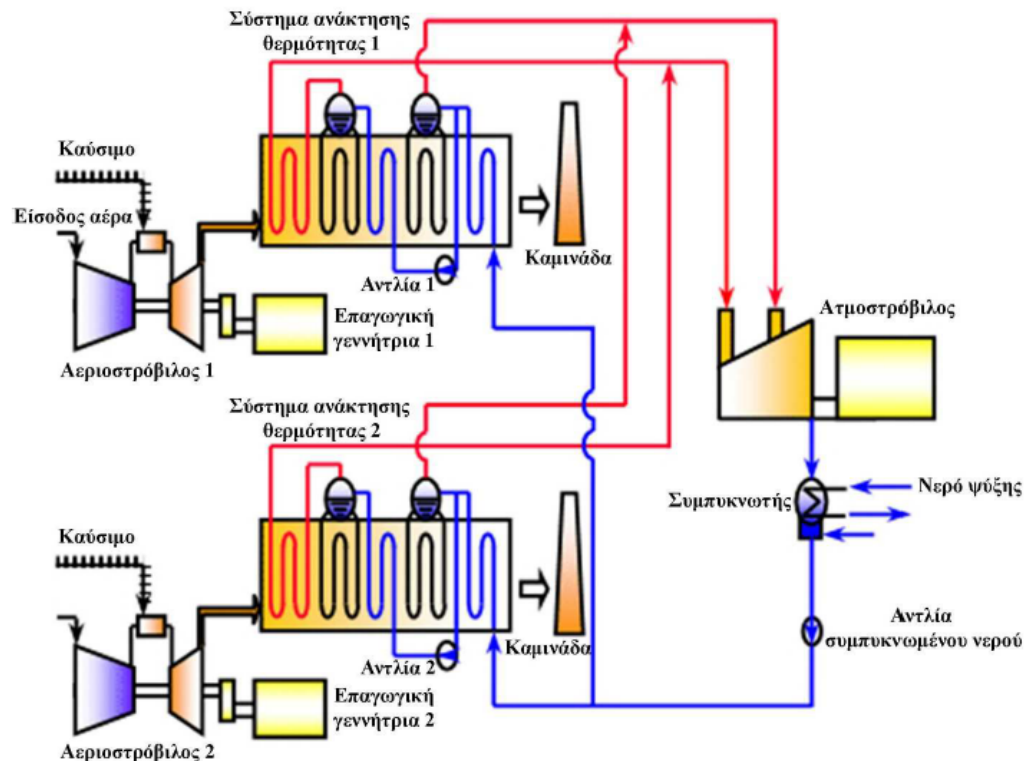 Σύστημα ανάκτησης
θερμότητας 1
Καύσιμο
Είσοδος αέρα
Καμινάδα
Αντλία 1
Επαγωγική
γεννήτρια 1
Αεριοστρόβιλος 1
Ατμοστρόβιλος
Σύστημα ανάκτησης
θερμότητας 2
Συμπυκνωτής
Νερό ψύξης
Καύσιμο
Αντλία
συμπυκνωμένου νερού
Καμινάδα
Αντλία 2
Επαγωγική
γεννήτρια 2
Αεριοστρόβιλος 2